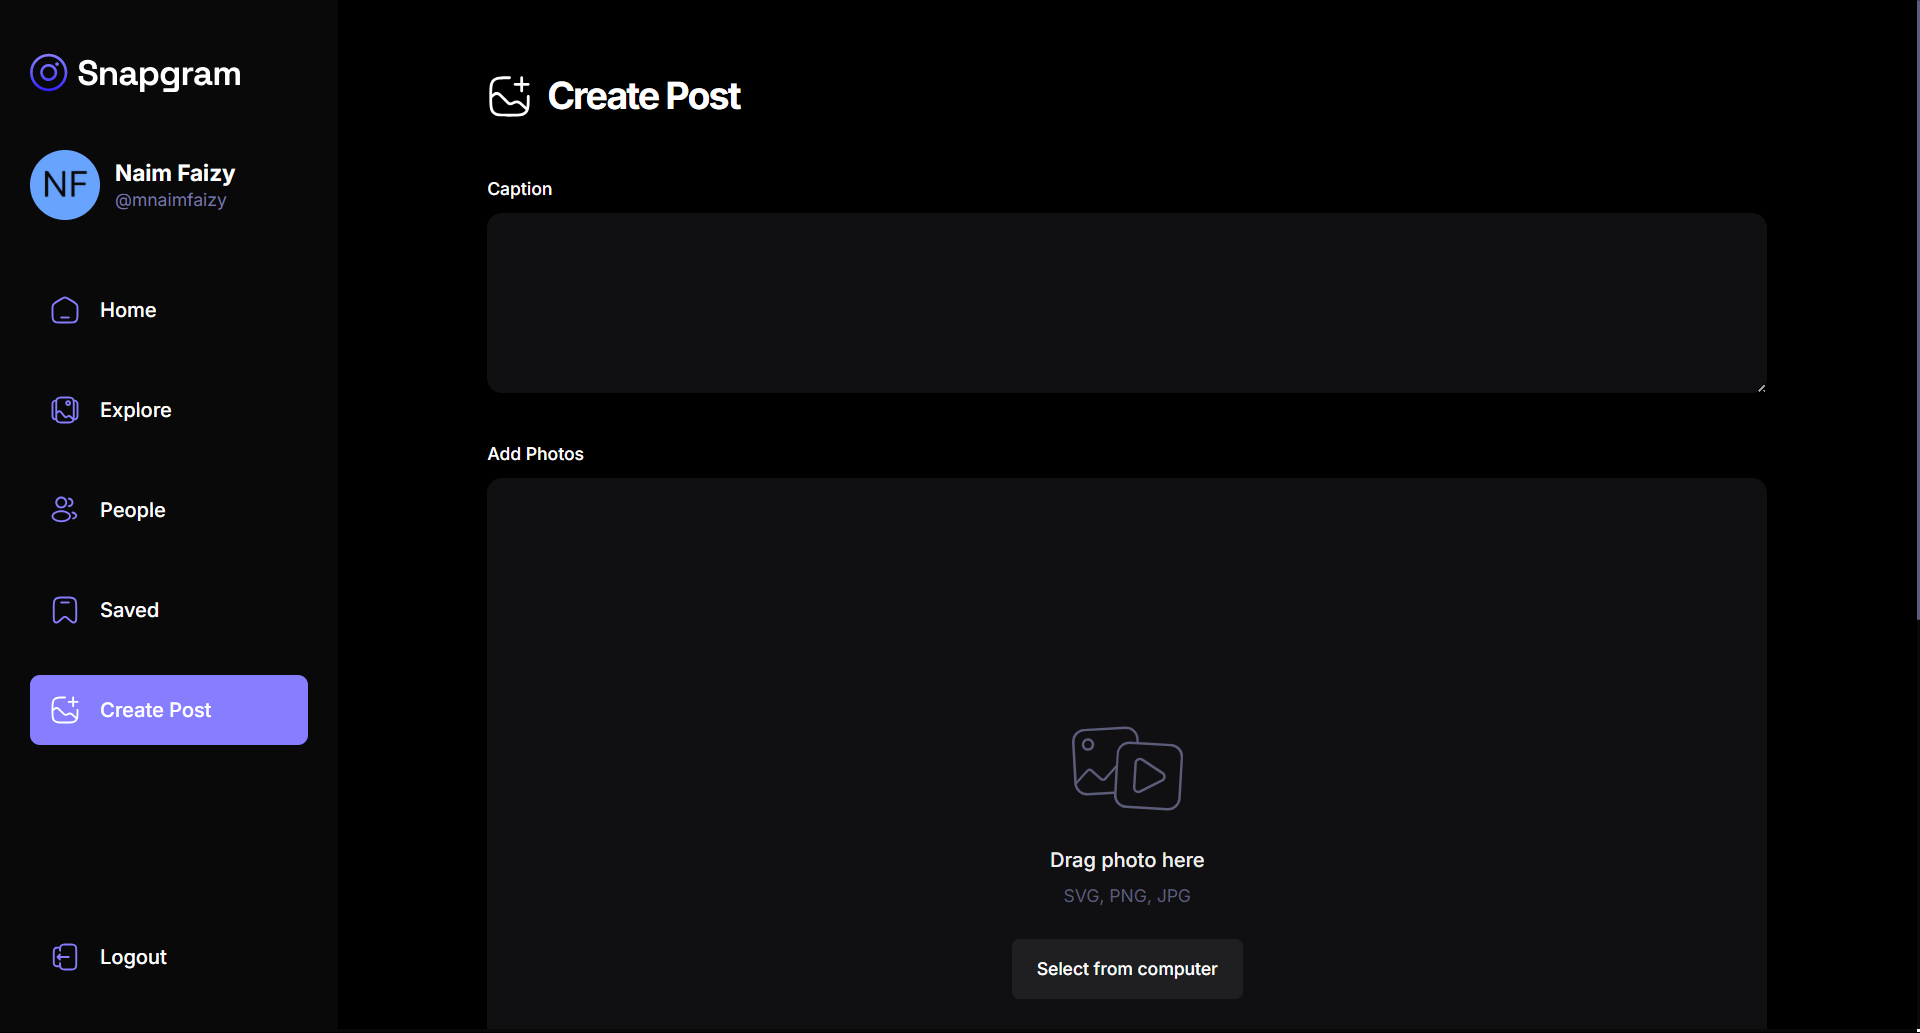 Snapgram
NF
Naim Faizy
@mnaimfaizy
Home
Explore
People
Saved
Create Post
Logout
Create Post
Caption
Add Photos
Drag photo here
SVG, PNG, JPG
Select from computer